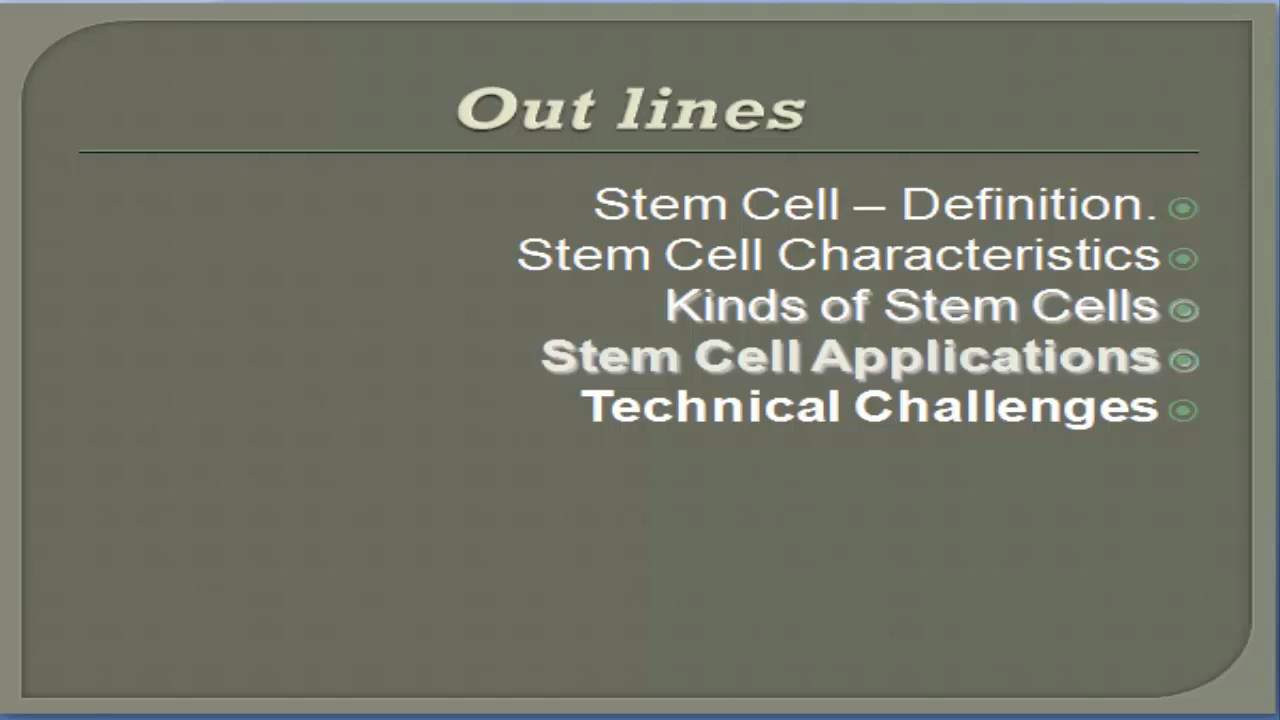 Out lines
Stem Cell – Definition.
Stem Cell Characteristics
Kinds of Stem Cells
Stem Cell Applications
Technical Challenges